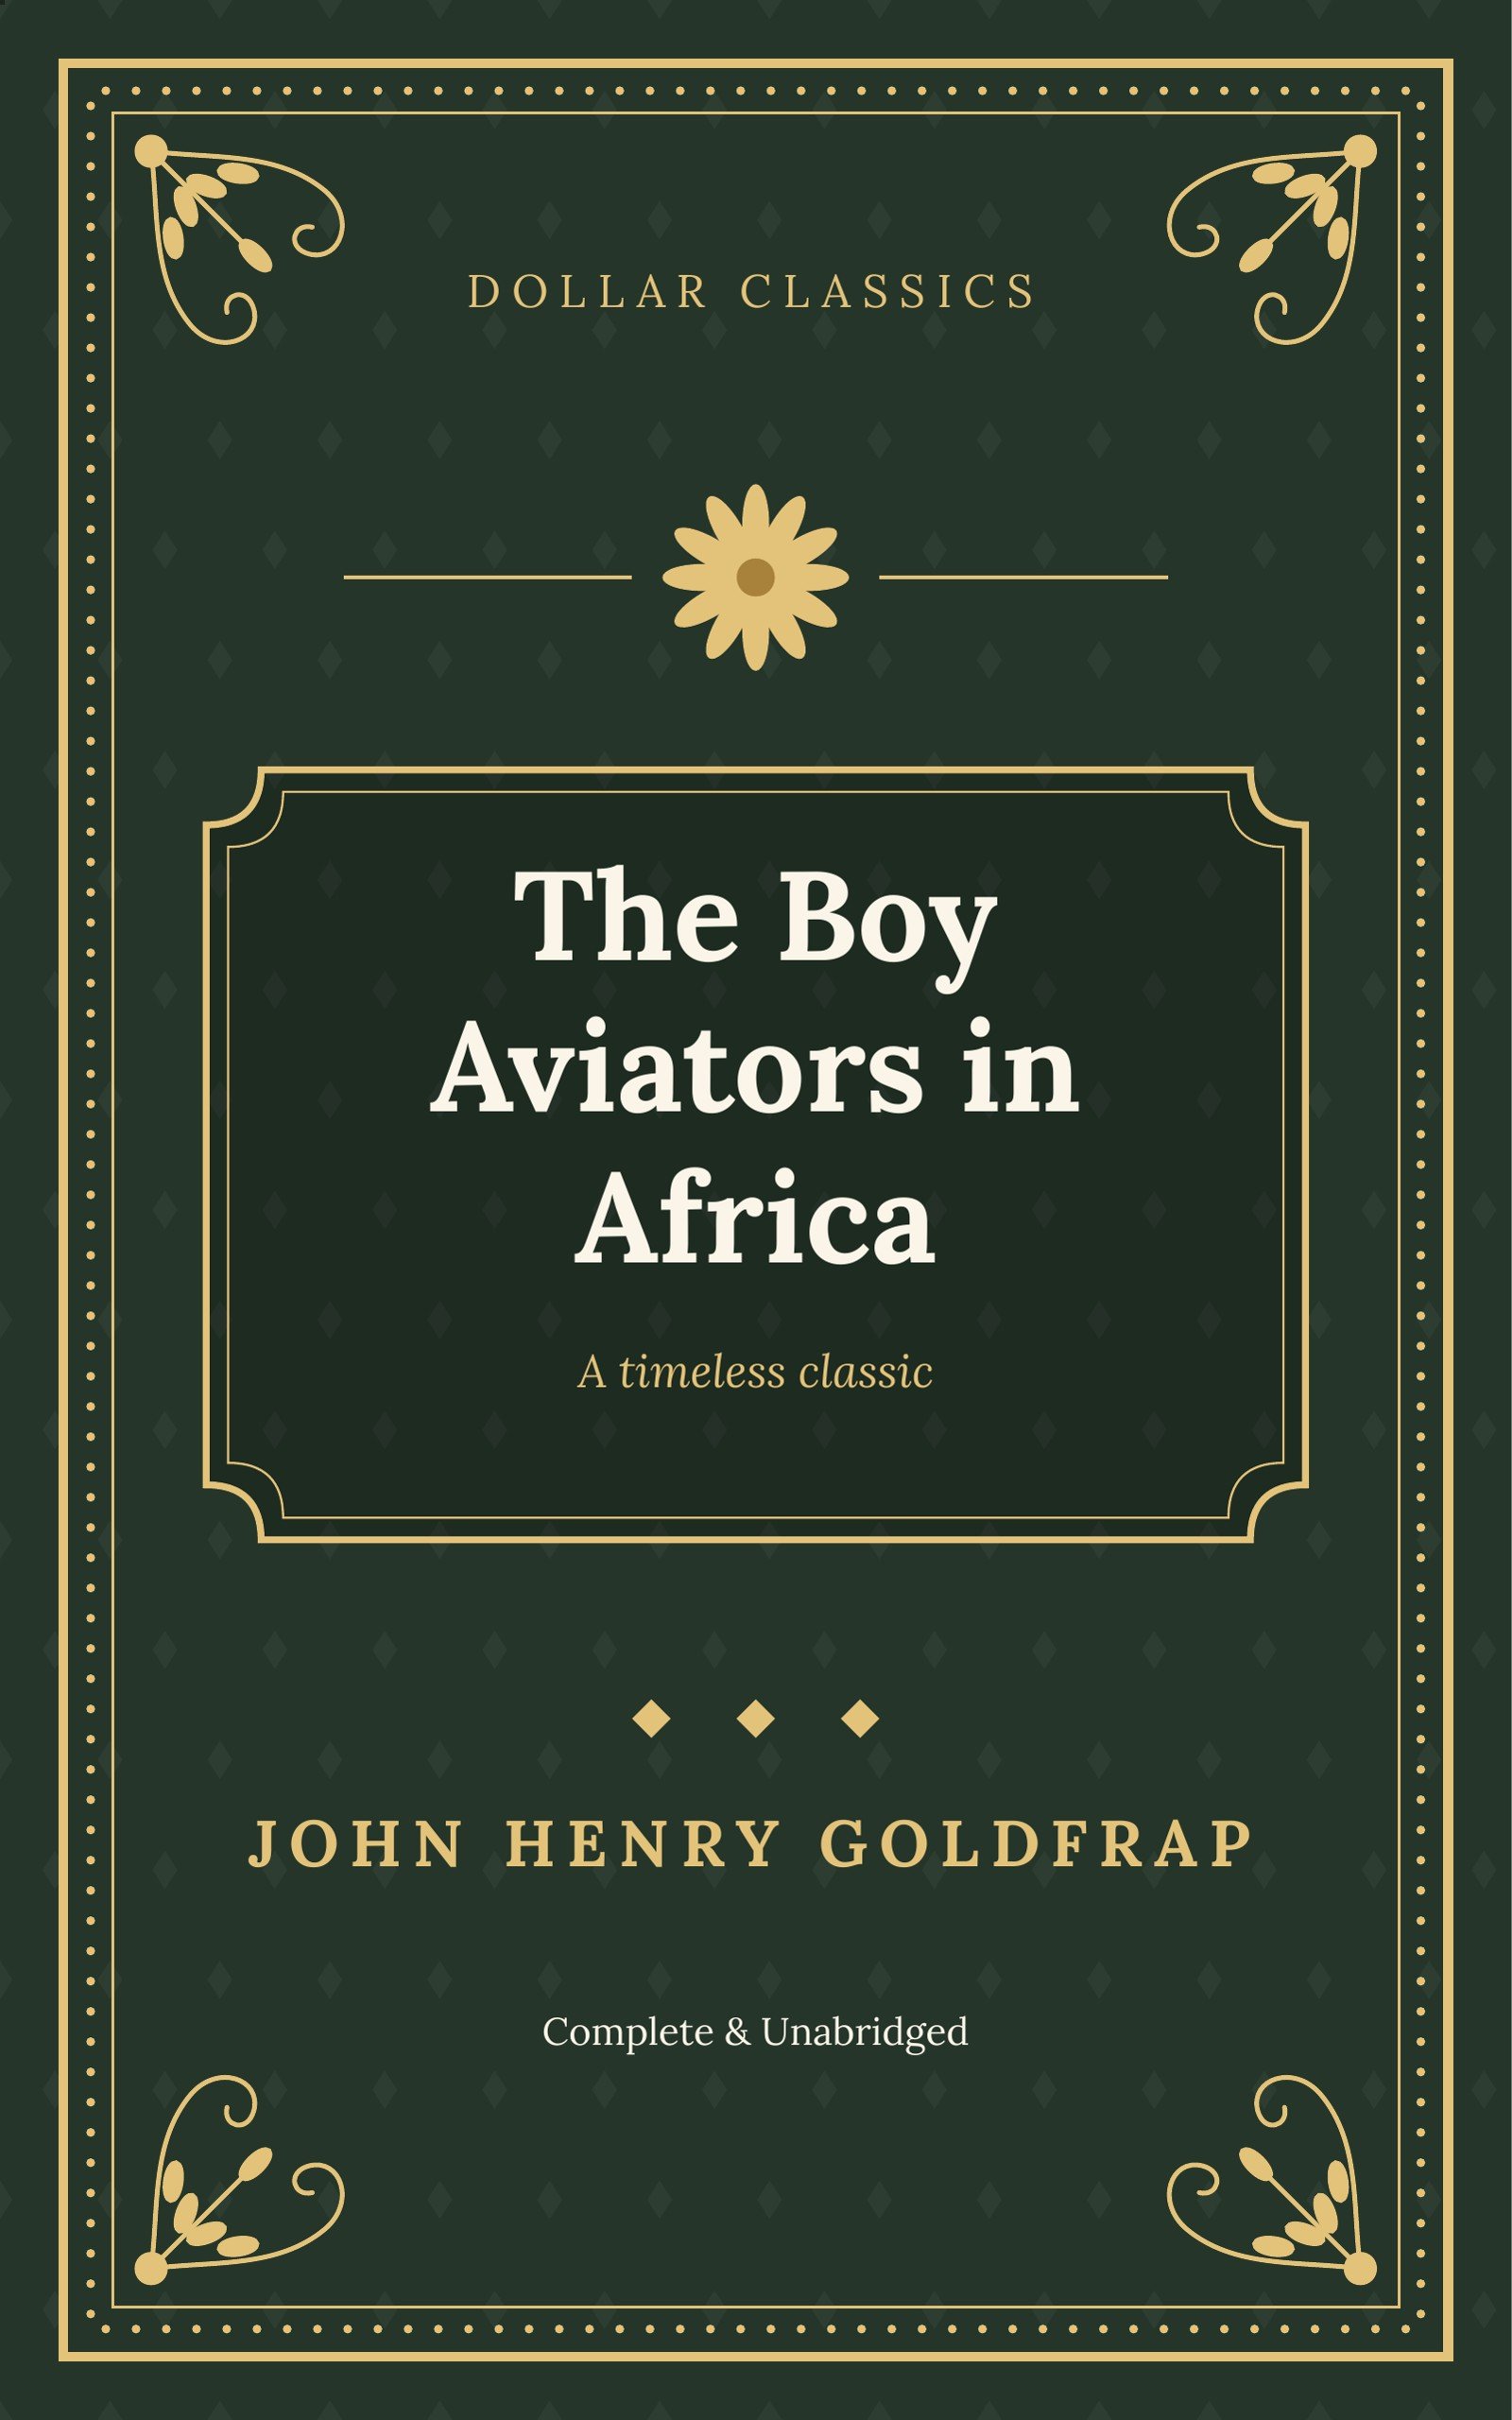 DOLLAR CLASSICS
The Boy
Aviators in
Africa
A timeless classic
JOHN HENRY GOLDFRAP
Complete & Unabridged